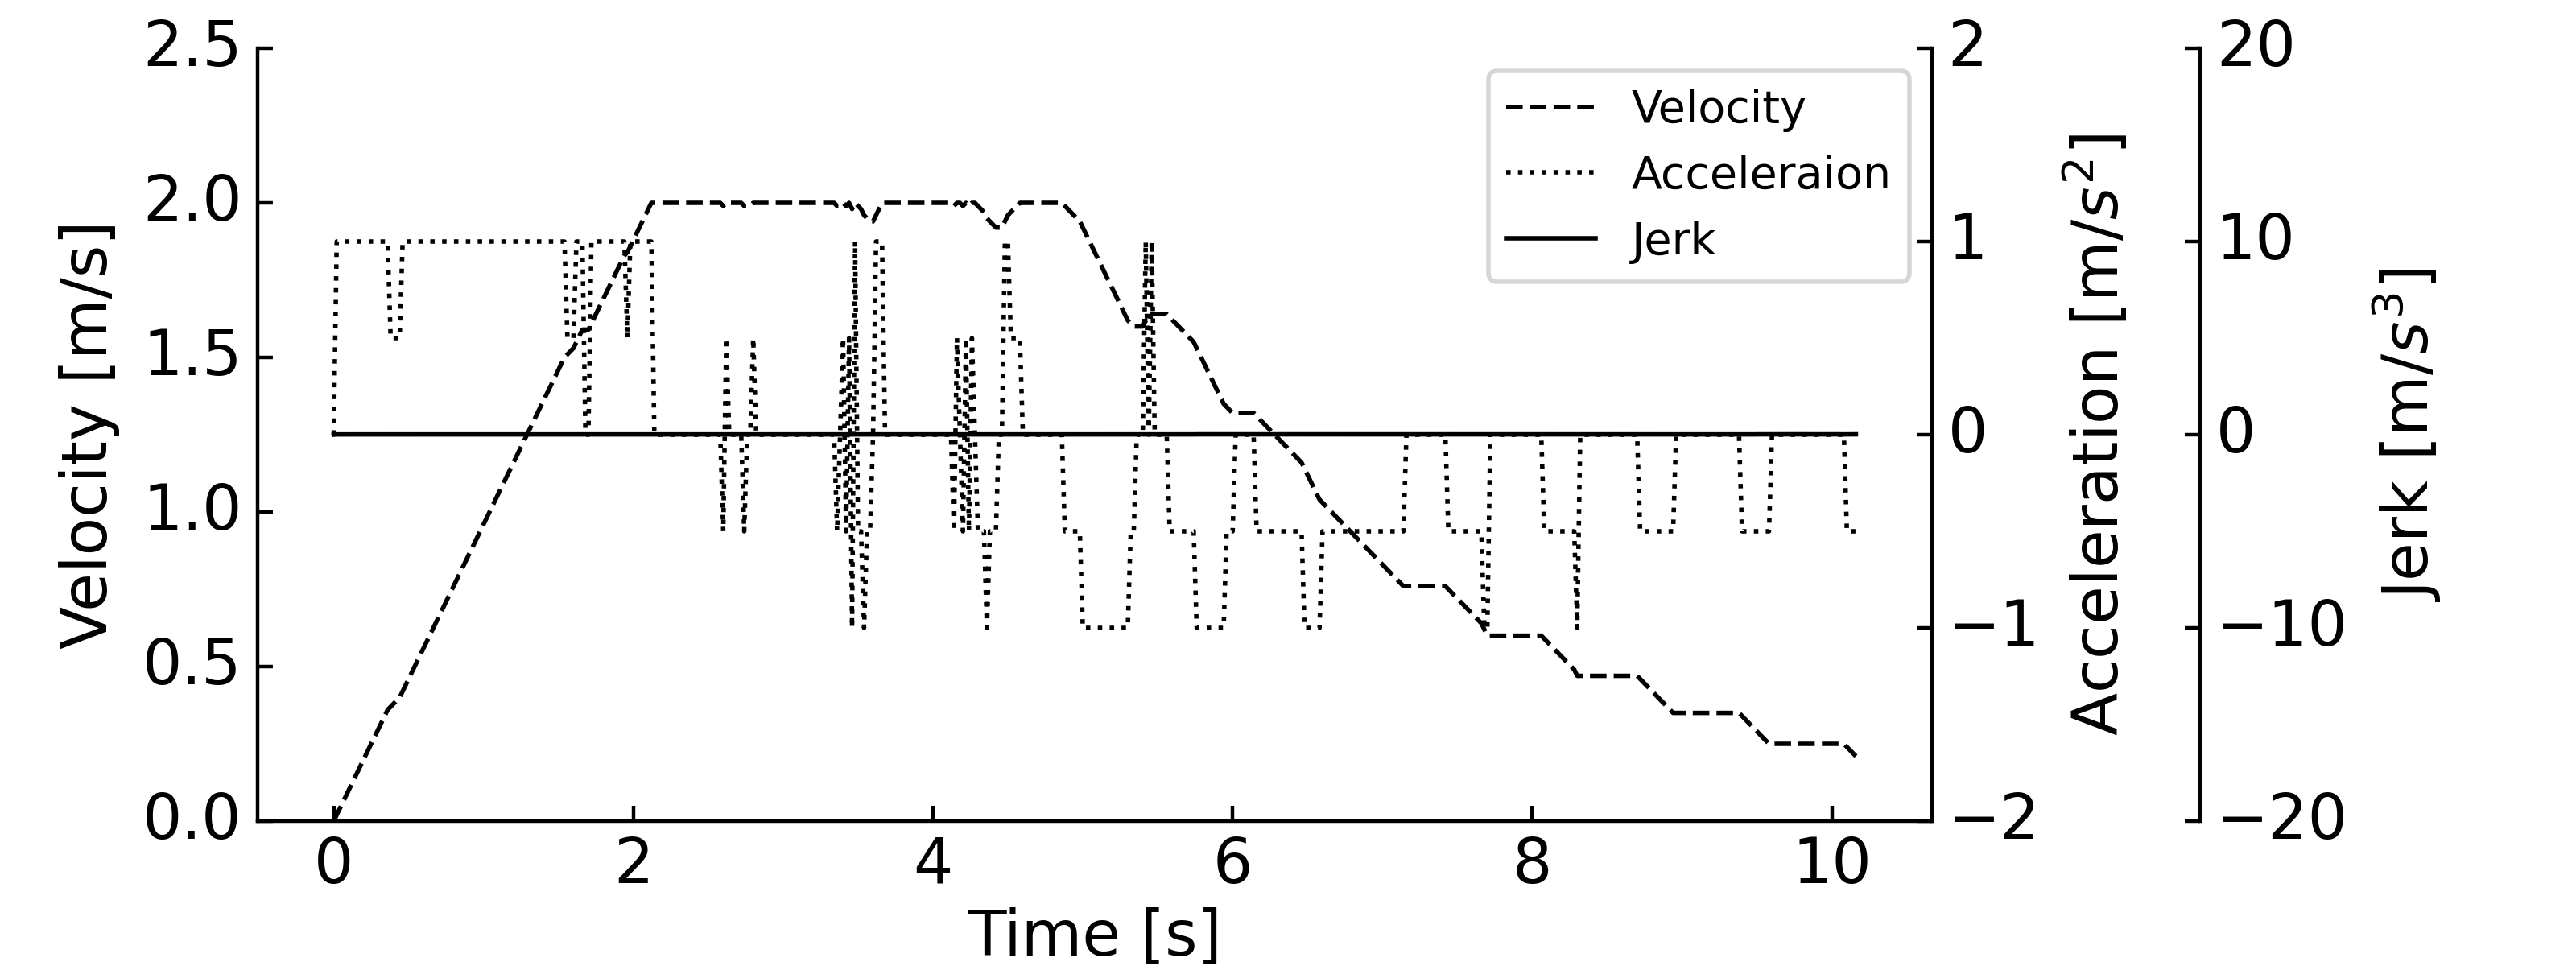 Velocity [m/s]
2.5
2.0
1.5
1.0
0.5
0.0
0 2 4 6 8 10
Time [s]
Velocity
Acceleraion
Jerk
2
1
0
−1
−2
Acceleration [m/s²]
20
10
0
−10
−20
Jerk [m/s³]